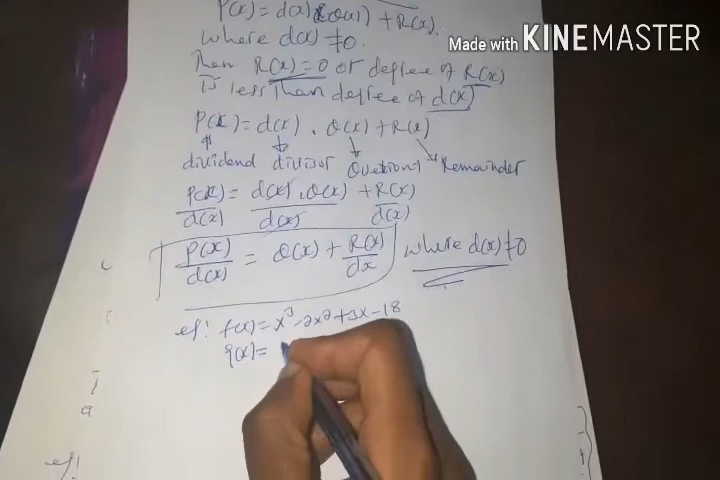 Made with KINEMASTER
P(x) = d(x) Q(x) + R(x)
where d(x) ≠ 0.
Then R(x) = 0 or degree of R(x)
is less than degree of d(x)
P(x) = d(x) . Q(x) + R(x)
dividend divisor Quotient Remainder
P(x)/d(x) = d(x) . Q(x)/d(x) + R(x)/d(x)
P(x)/d(x) = Q(x) + R(x)/dx where d(x) ≠ 0
eg! f(x) = x³ - 2x² + 3x - 18
g(x) =
eg!